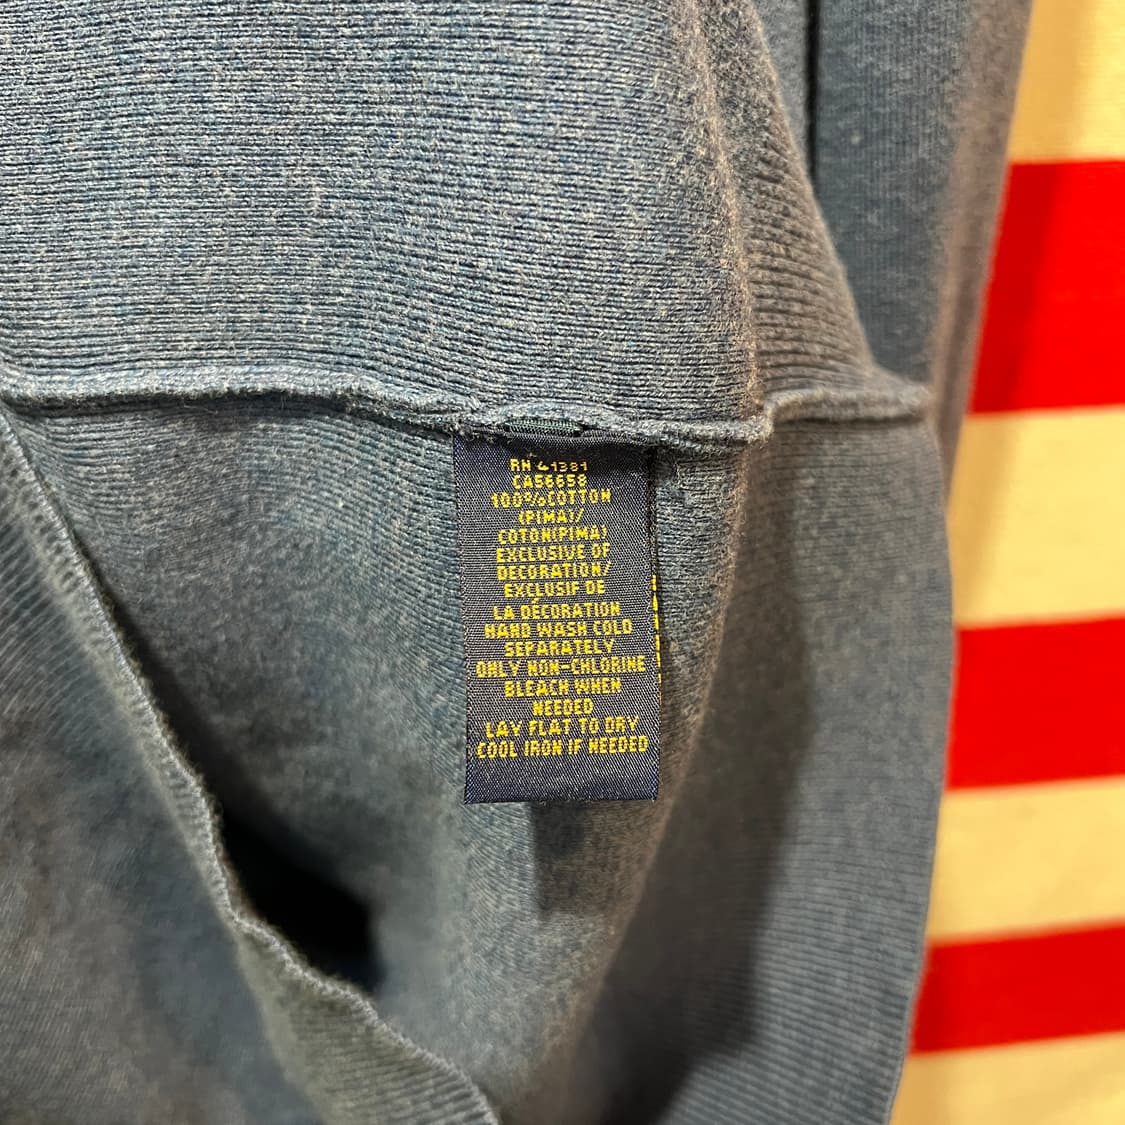 RN 41381
CA56658
100%COTTON
(PIMA)/
COTON(PIMA)
EXCLUSIVE OF
DECORATION/
EXCLUSIF DE
LA DÉCORATION
HAND WASH COLD
SEPARATELY
ONLY NON-CHLORINE
BLEACH WHEN
NEEDED
LAY FLAT TO DRY
COOL IRON IF NEEDED